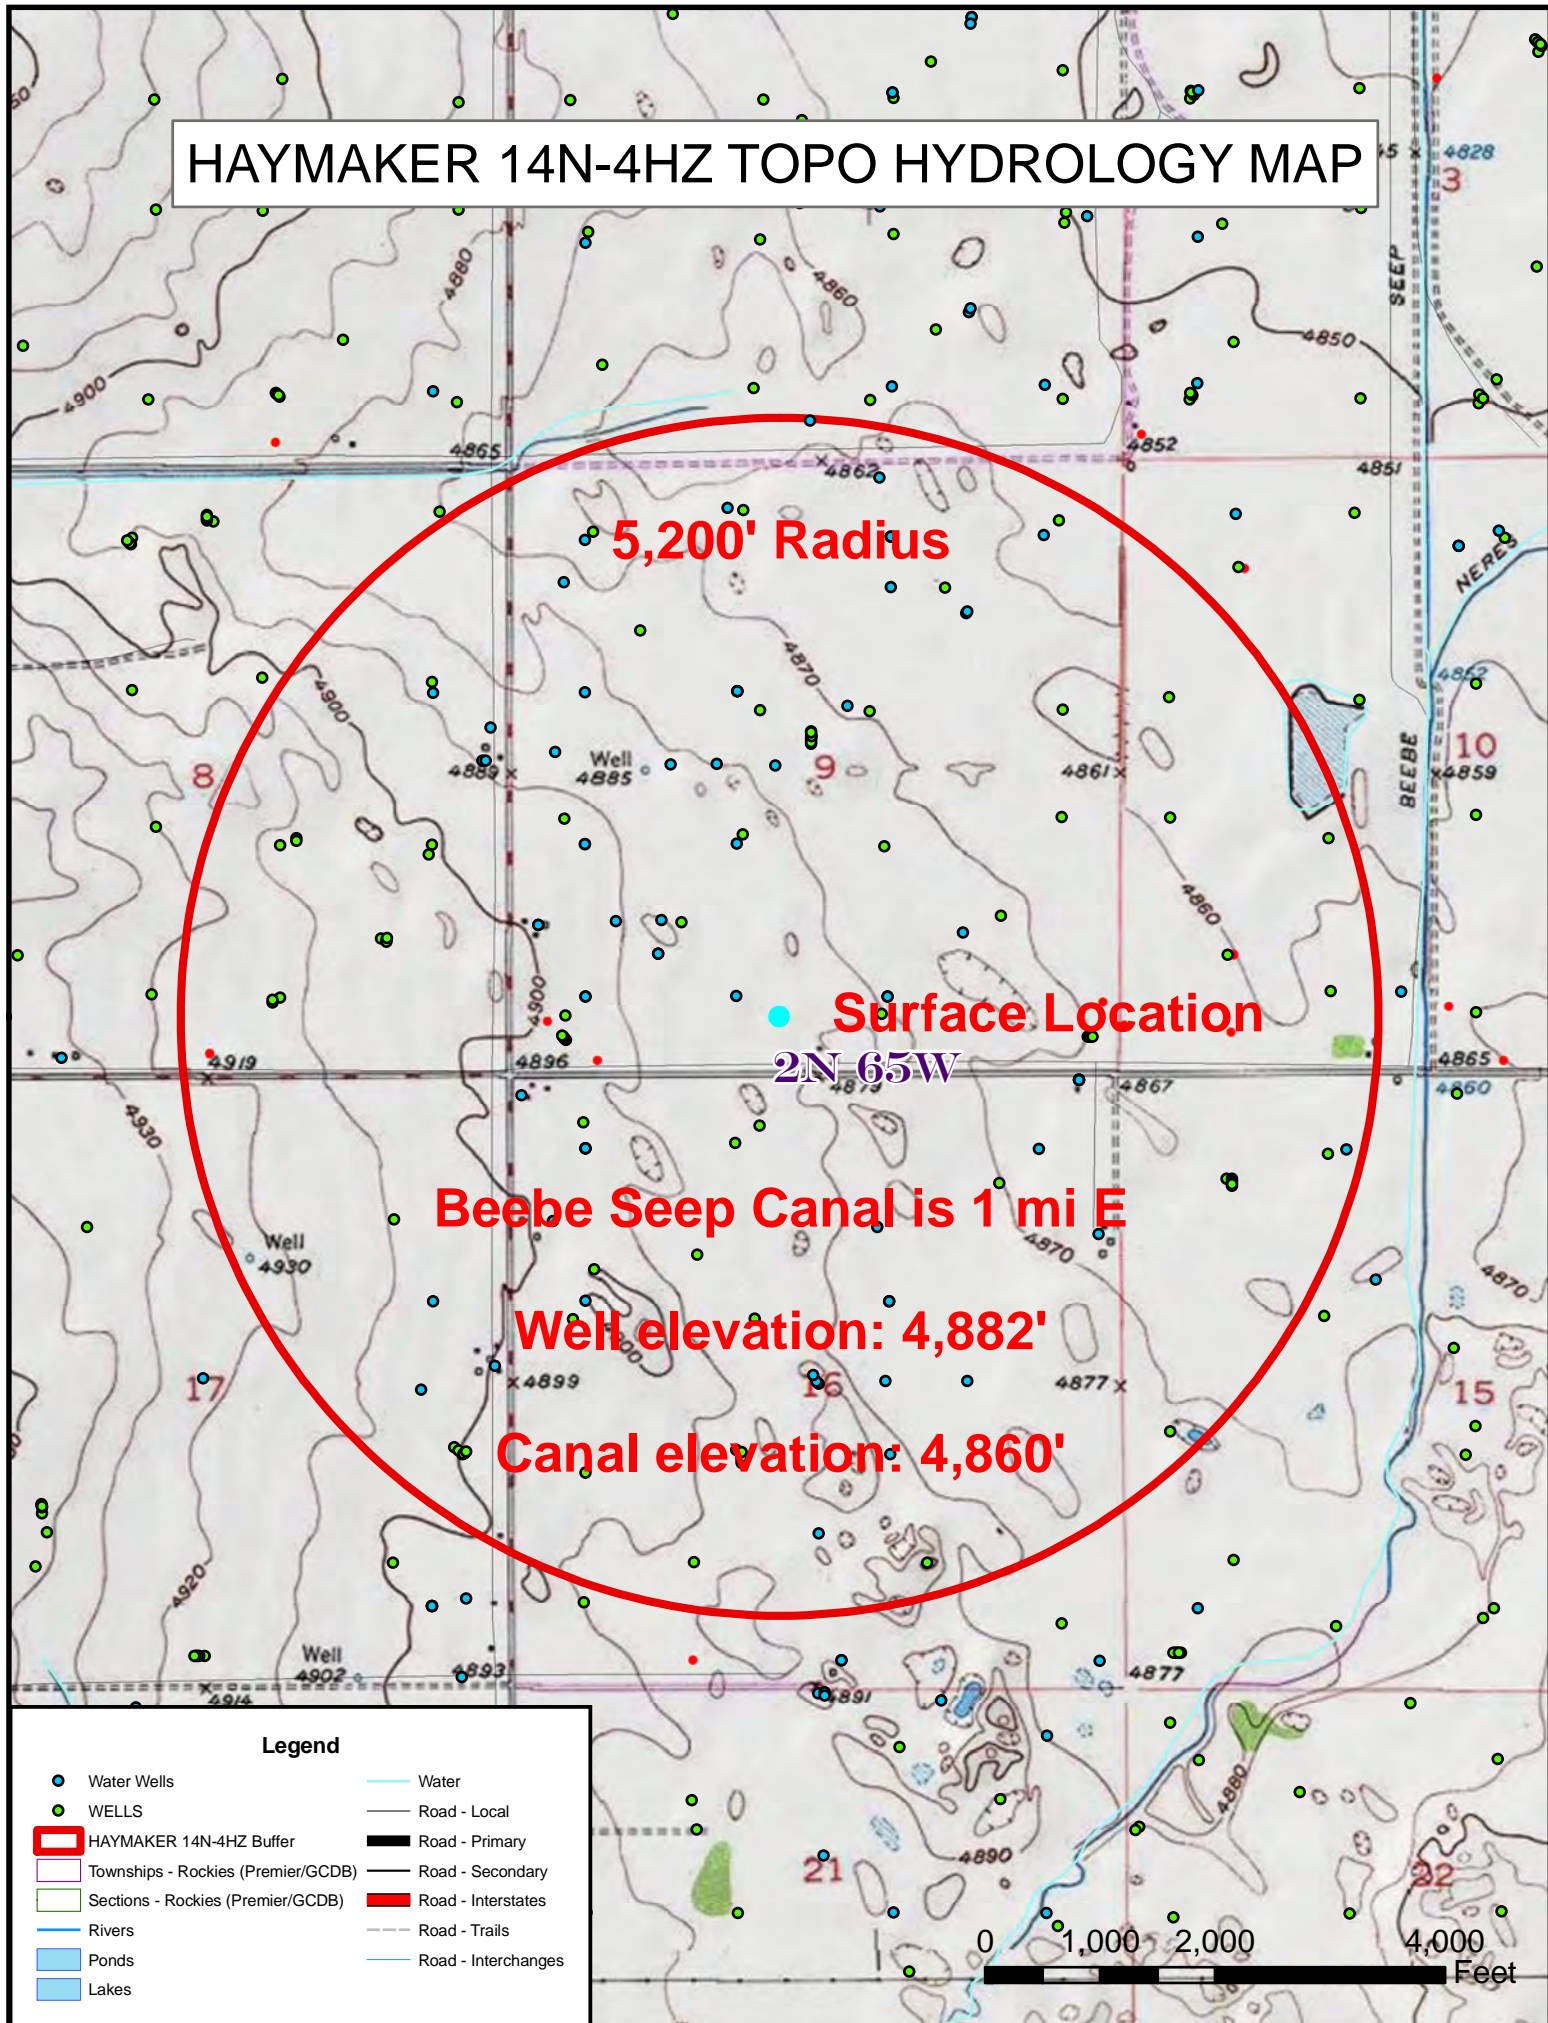 HAYMAKER 14N-4HZ TOPO HYDROLOGY MAP
4828
3
SEEP
4880
4860
4850
4900
4865
4862
4852
4851
5,200' Radius
NERES
4870
4852
4900
8
4889
Well
4885
9
4861
BEEBE
10
4859
4860
4900
Surface Location
4919
4896
2N 65W
4879
4867
4865
4860
4930
Beebe Seep Canal is 1 mi E
Well
4930
4870
4870
Well elevation: 4,882'
17
4899
16
4877
15
Canal elevation: 4,860'
4920
Well
4902
4893
4877
4914
4891
4880
4890
21
22
Legend
Water Wells
WELLS
HAYMAKER 14N-4HZ Buffer
Townships - Rockies (Premier/GCDB)
Sections - Rockies (Premier/GCDB)
Rivers
Ponds
Lakes
Water
Road - Local
Road - Primary
Road - Secondary
Road - Interstates
Road - Trails
Road - Interchanges
0 1,000 2,000 4,000
Feet